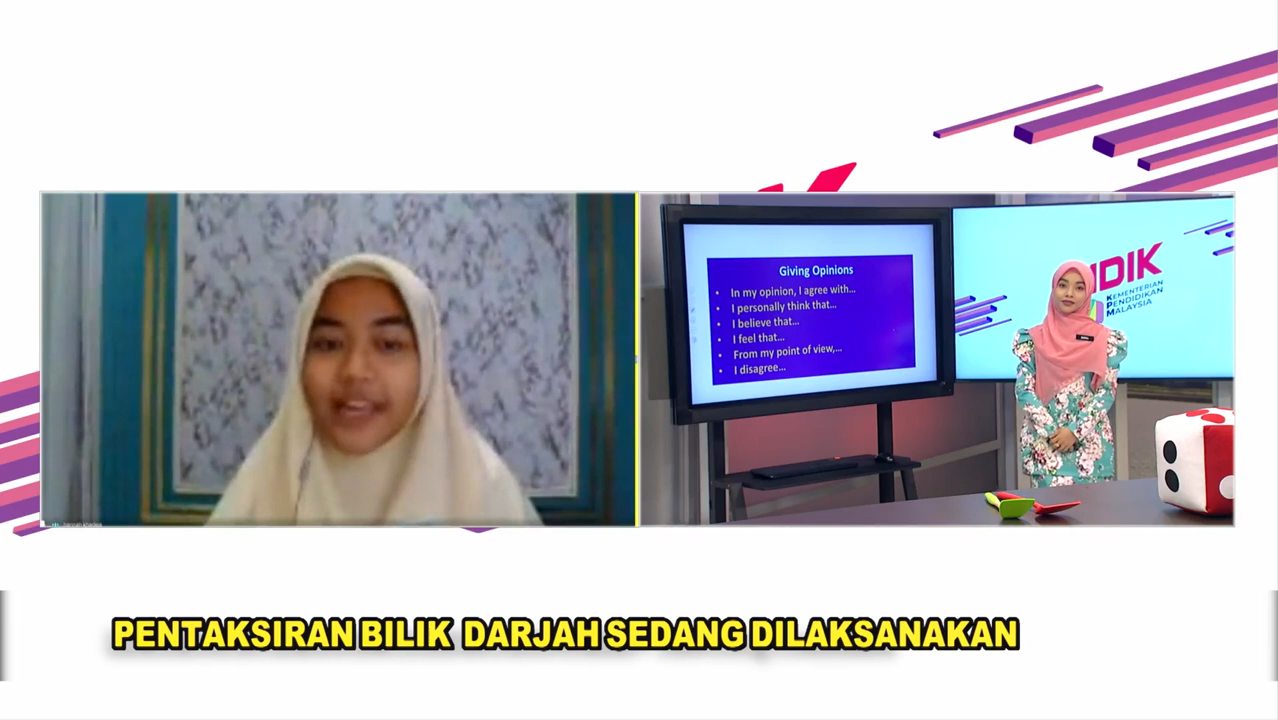 Giving Opinions
• In my opinion, I agree with...
• I personally think that...
• I believe that...
• I feel that...
• From my point of view,...
• I disagree...
DIDIK
KEMENTERIAN
PENDIDIKAN
MALAYSIA
PENTAKSIRAN BILIK DARJAH SEDANG DILAKSANAKAN